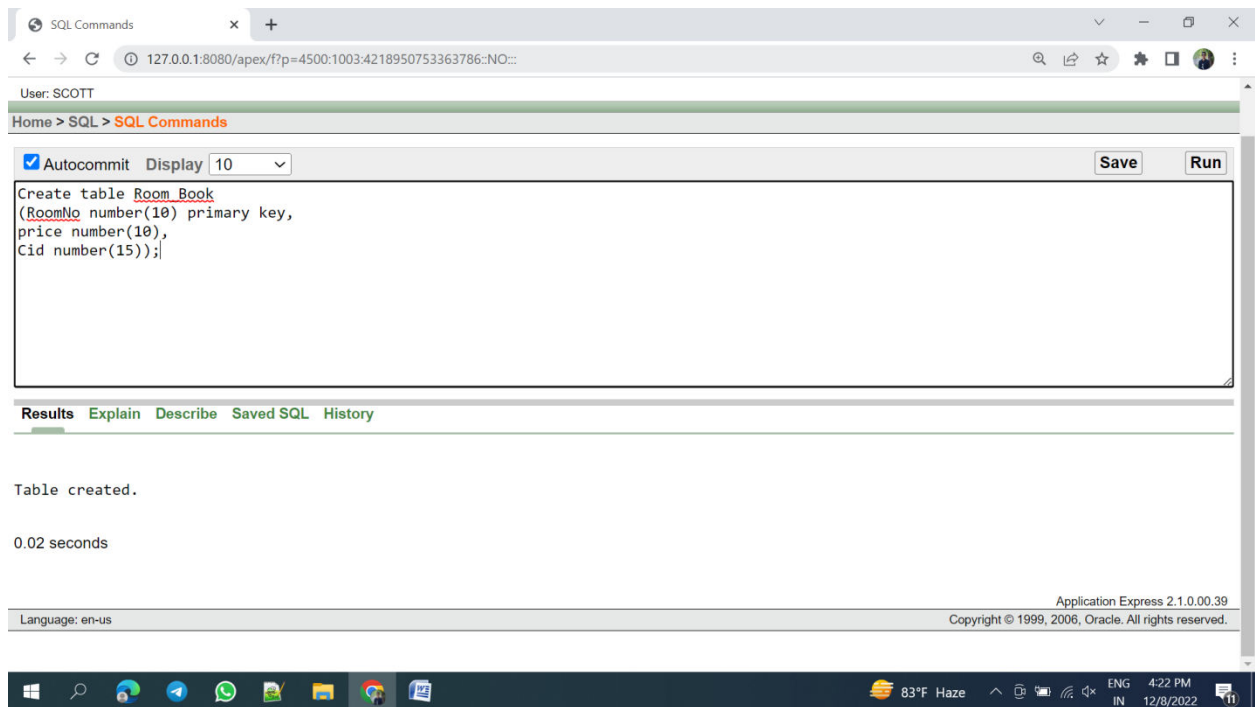 SQL Commands
127.0.0.1:8080/apex/f?p=4500:1003:4218950753363786::NO:::
User: SCOTT
Home > SQL > SQL Commands
Autocommit Display 10
Save Run
Create table Room_Book
(RoomNo number(10) primary key,
price number(10),
Cid number(15));
Results Explain Describe Saved SQL History
Table created.
0.02 seconds
Application Express 2.1.0.00.39
Language: en-us Copyright © 1999, 2006, Oracle. All rights reserved.
83°F Haze ENG 4:22 PM
IN 12/8/2022 11